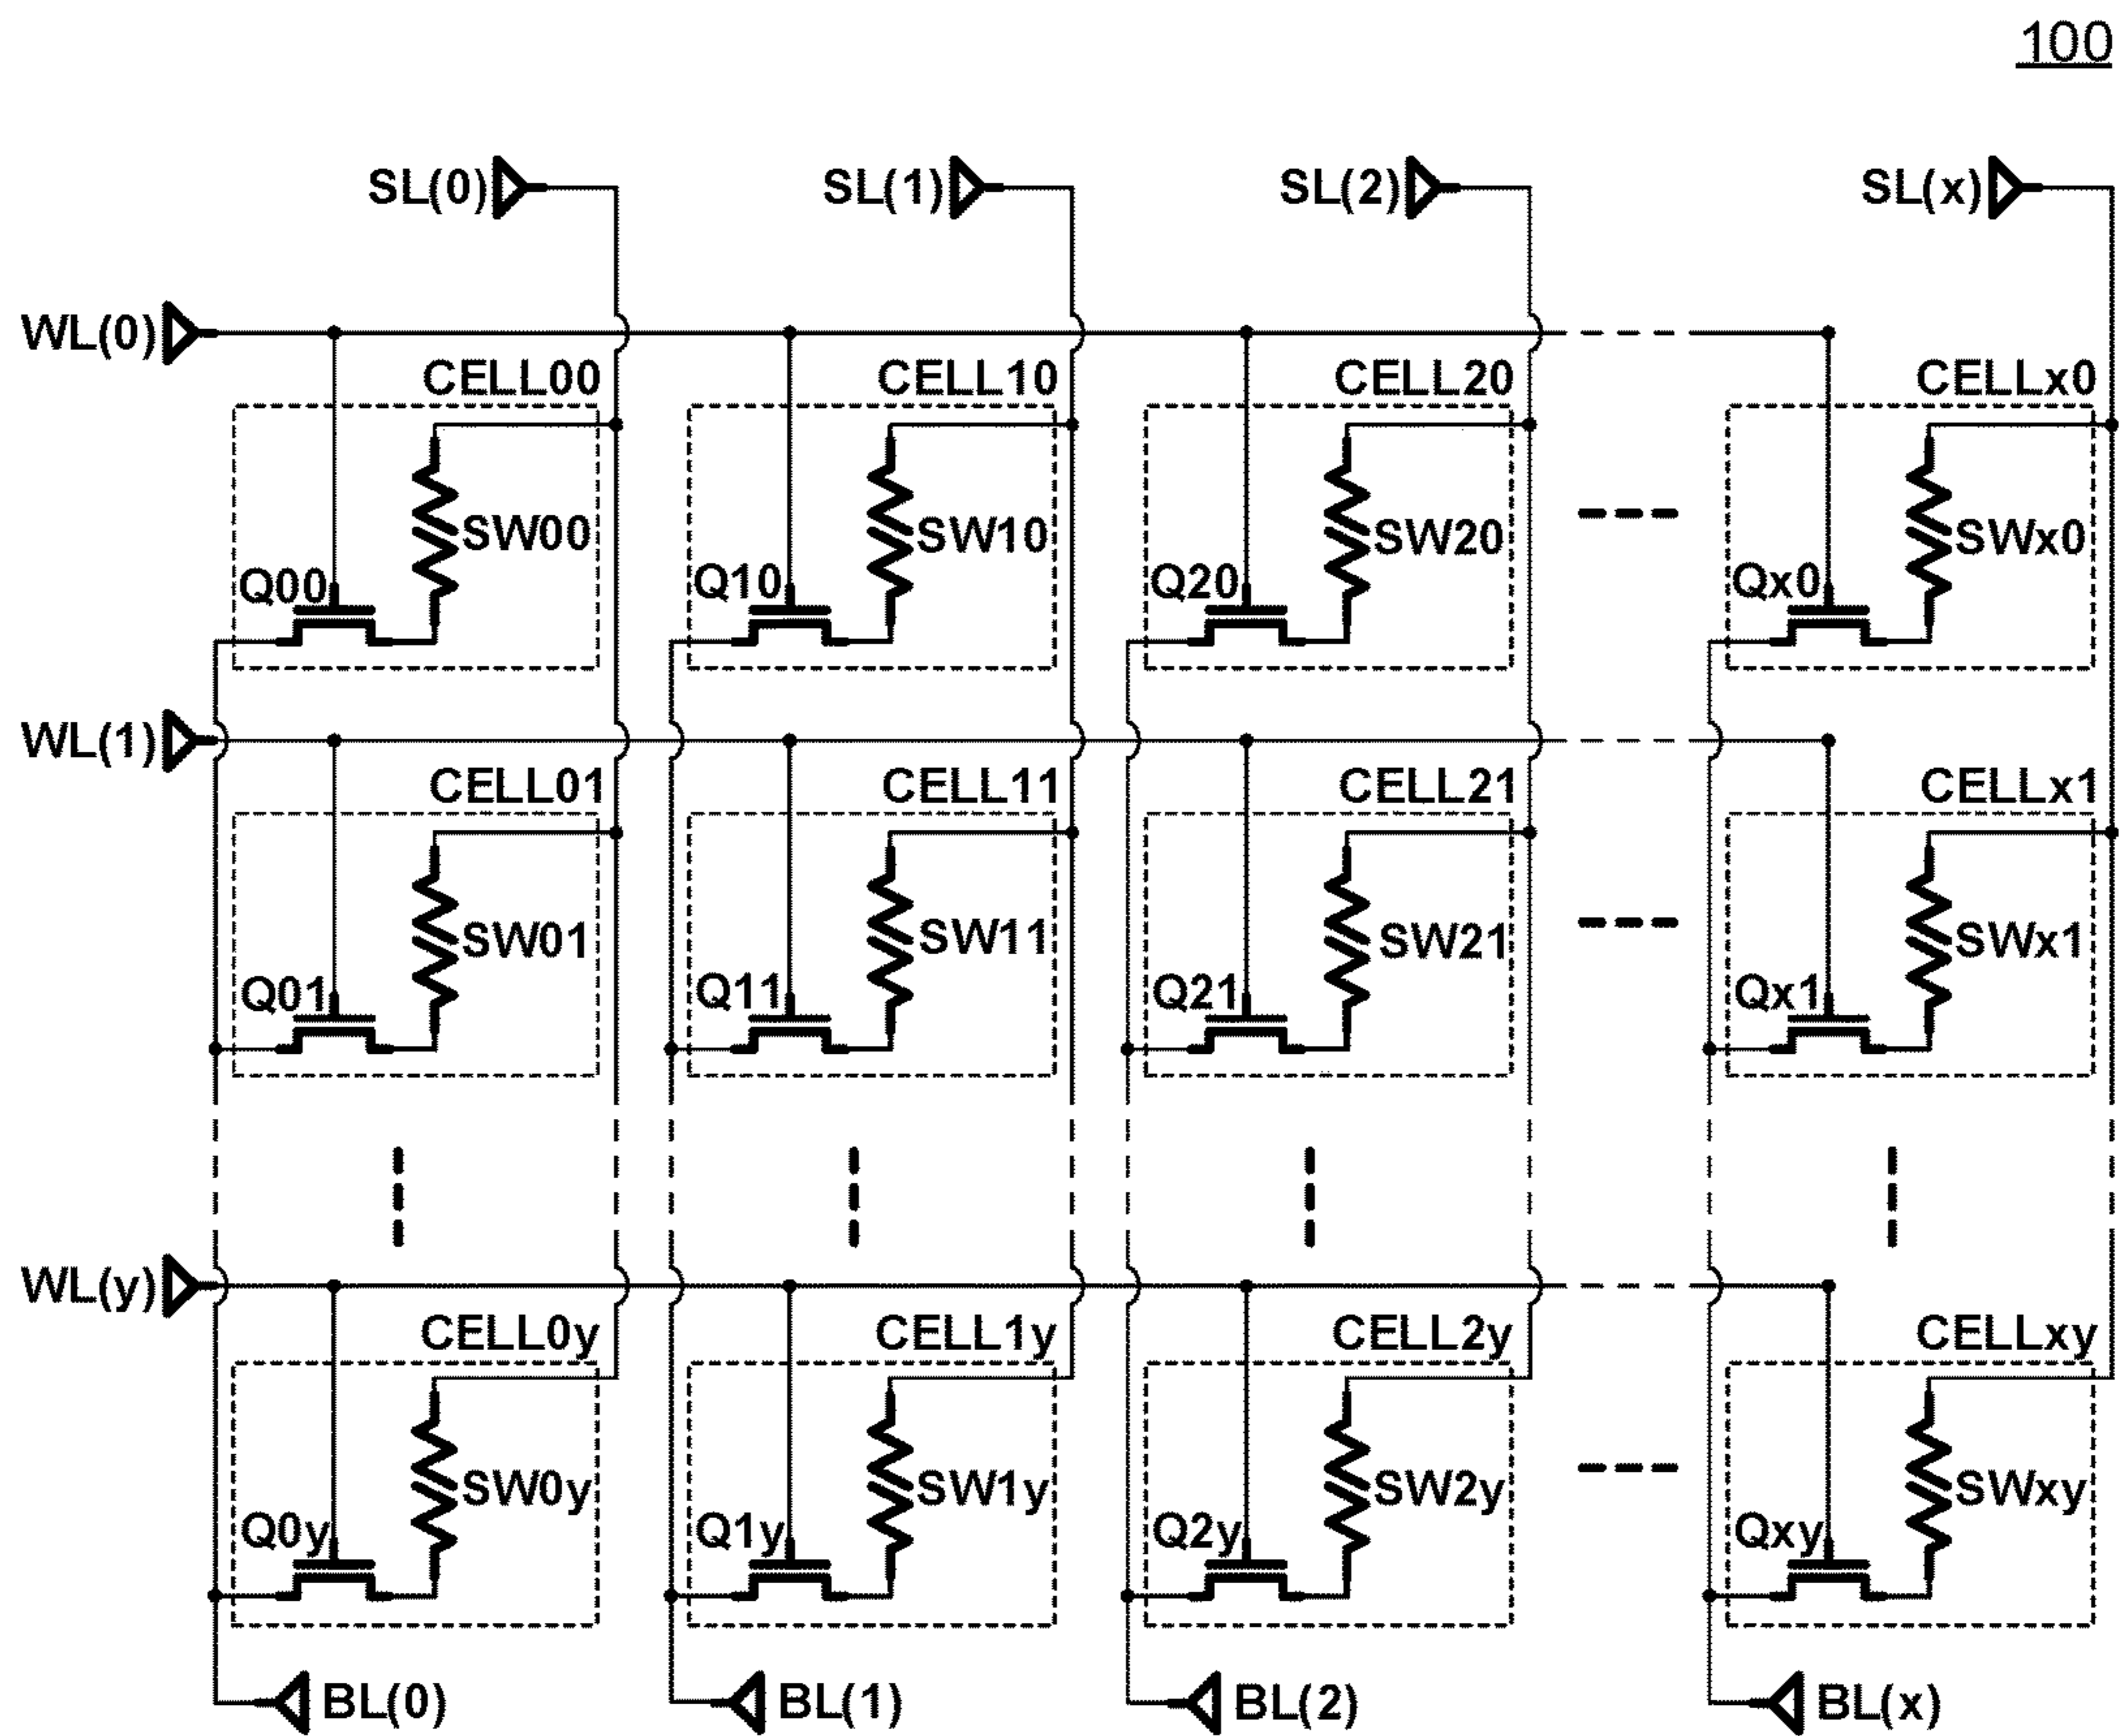 100
SL(0) SL(1) SL(2) SL(x)
WL(0)
CELL00 CELL10 CELL20 CELLx0
SW00 SW10 SW20 SWx0
Q00 Q10 Q20 Qx0
WL(1)
CELL01 CELL11 CELL21 CELLx1
SW01 SW11 SW21 SWx1
Q01 Q11 Q21 Qx1
WL(y)
CELL0y CELL1y CELL2y CELLxy
SW0y SW1y SW2y SWxy
Q0y Q1y Q2y Qxy
BL(0) BL(1) BL(2) BL(x)